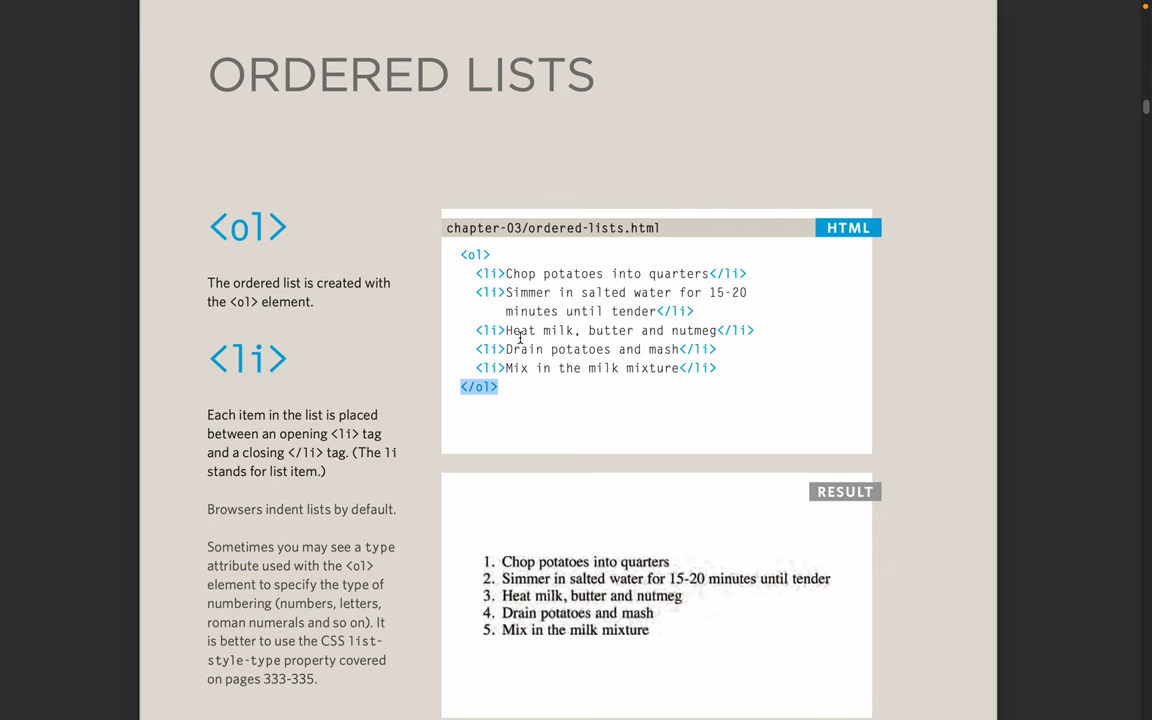 ORDERED LISTS
<ol>
The ordered list is created with
the <ol> element.
<li>
Each item in the list is placed
between an opening <li> tag
and a closing </li> tag. (The li
stands for list item.)
Browsers indent lists by default.
Sometimes you may see a type
attribute used with the <ol>
element to specify the type of
numbering (numbers, letters,
roman numerals and so on). It
is better to use the CSS list-
style-type property covered
on pages 333-335.
chapter-03/ordered-lists.html
HTML
<ol>
<li>Chop potatoes into quarters</li>
<li>Simmer in salted water for 15-20
minutes until tender</li>
<li>Heat milk, butter and nutmeg</li>
<li>Drain potatoes and mash</li>
<li>Mix in the milk mixture</li>
</ol>
RESULT
1. Chop potatoes into quarters
2. Simmer in salted water for 15-20 minutes until tender
3. Heat milk, butter and nutmeg
4. Drain potatoes and mash
5. Mix in the milk mixture